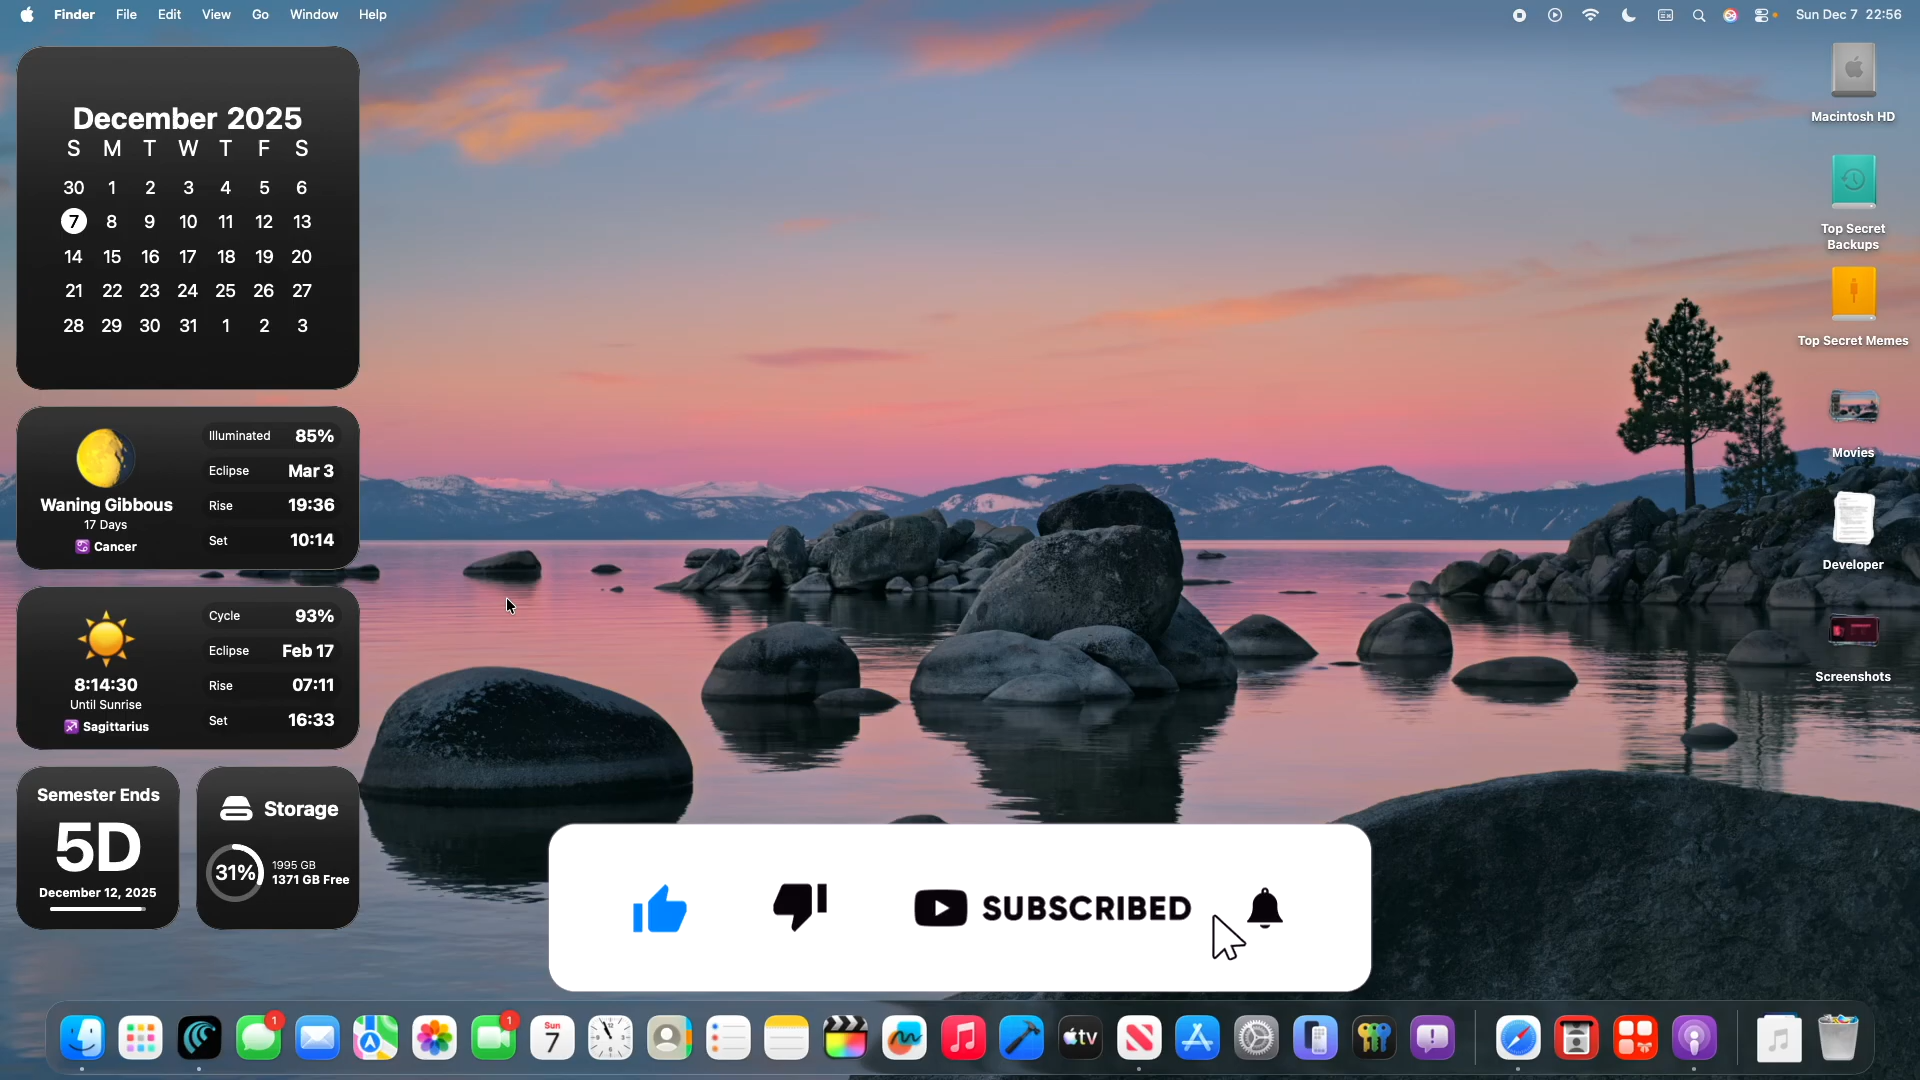 Finder File Edit View Go Window Help
Sun Dec 7 22:56
December 2025
S M T W T F S
30 1 2 3 4 5 6
7 8 9 10 11 12 13
14 15 16 17 18 19 20
21 22 23 24 25 26 27
28 29 30 31 1 2 3
Illuminated 85%
Eclipse Mar 3
Rise 19:36
Set 10:14
Waning Gibbous
17 Days
♋ Cancer
Cycle 93%
Eclipse Feb 17
Rise 07:11
Set 16:33
8:14:30
Until Sunrise
♐ Sagittarius
Semester Ends
5D
December 12, 2025
Storage
31%
1995 GB
1371 GB Free
Macintosh HD
Top Secret
Backups
Top Secret Memes
Movies
Developer
Screenshots
SUBSCRIBED
1
1
Sun
7
tv